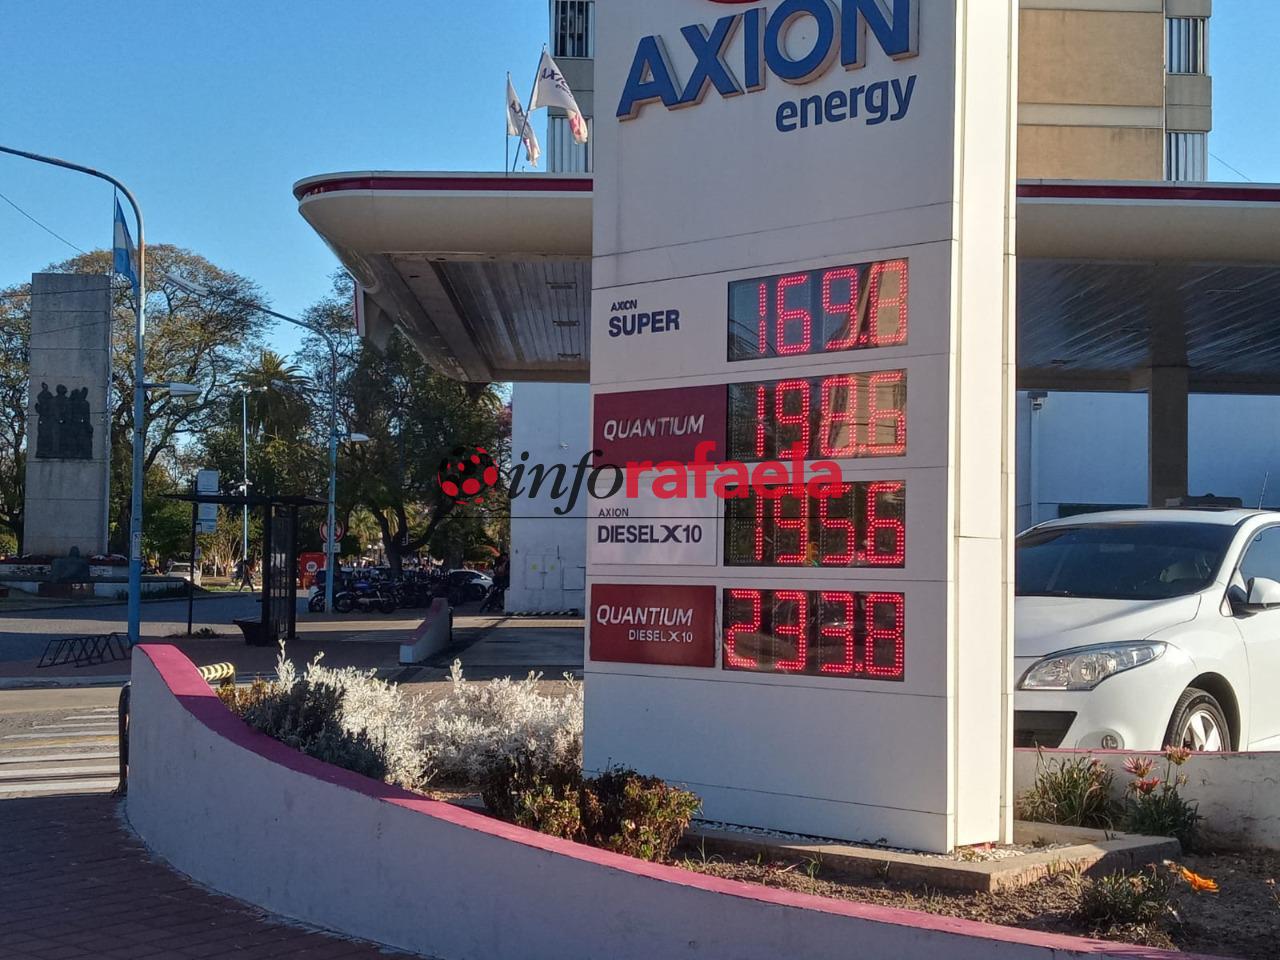 AXION
energy
AXION
SUPER
169.8
QUANTIUM
198.6
inforafaela
AXION
DIESEL X10
195.6
QUANTIUM
DIESEL X10
233.8